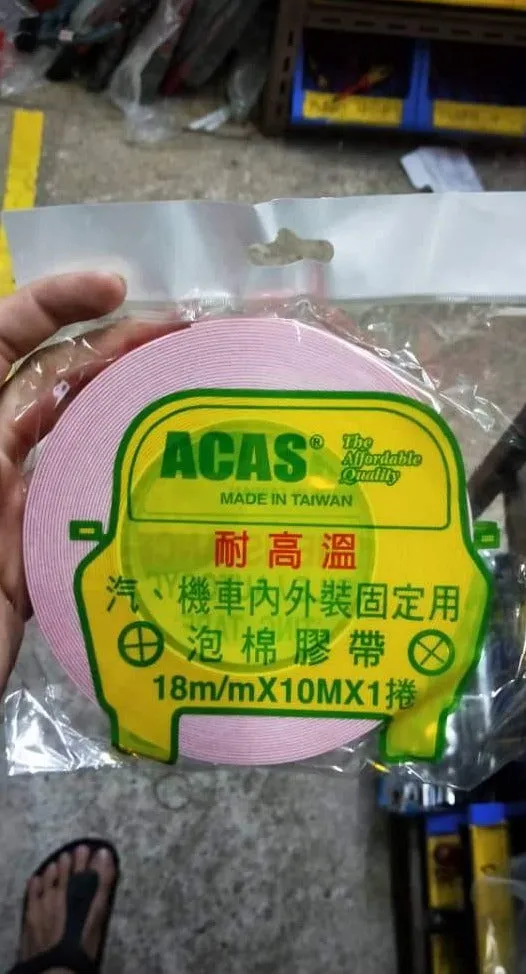 ACAS® The
Affordable
Quality
MADE IN TAIWAN
耐高溫
汽、機車內外裝固定用
泡棉膠帶
18m/mX10MX1捲